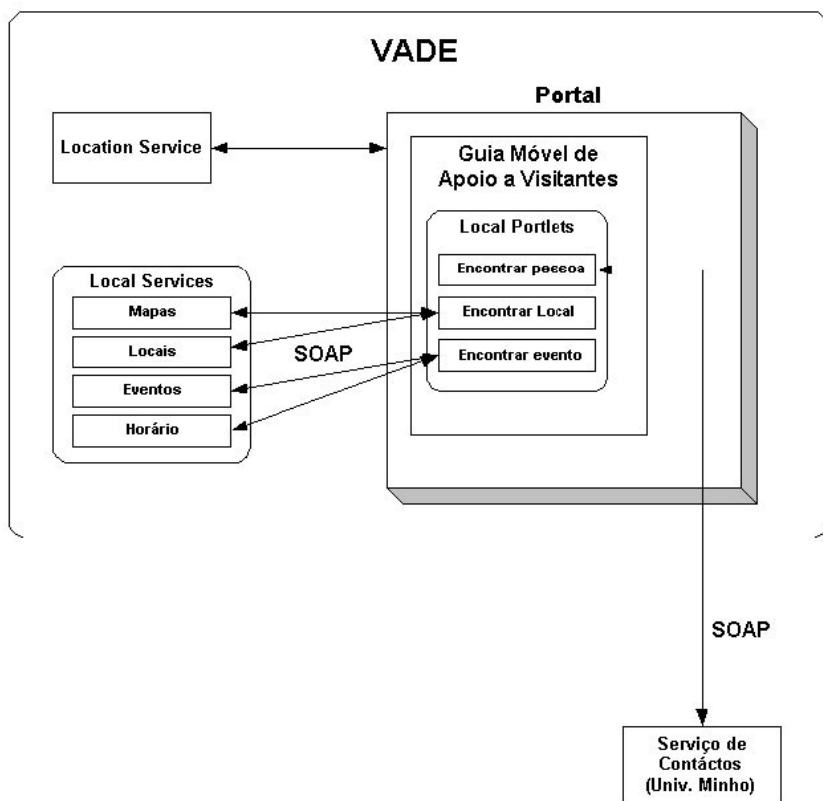 VADE
Portal
Location Service
Guia Móvel de
Apoio a Visitantes
Local Portlets
Encontrar pessoa
Encontrar Local
Encontrar evento
Local Services
Mapas
Locais
Eventos
Horário
SOAP
SOAP
Serviço de
Contáctos
(Univ. Minho)